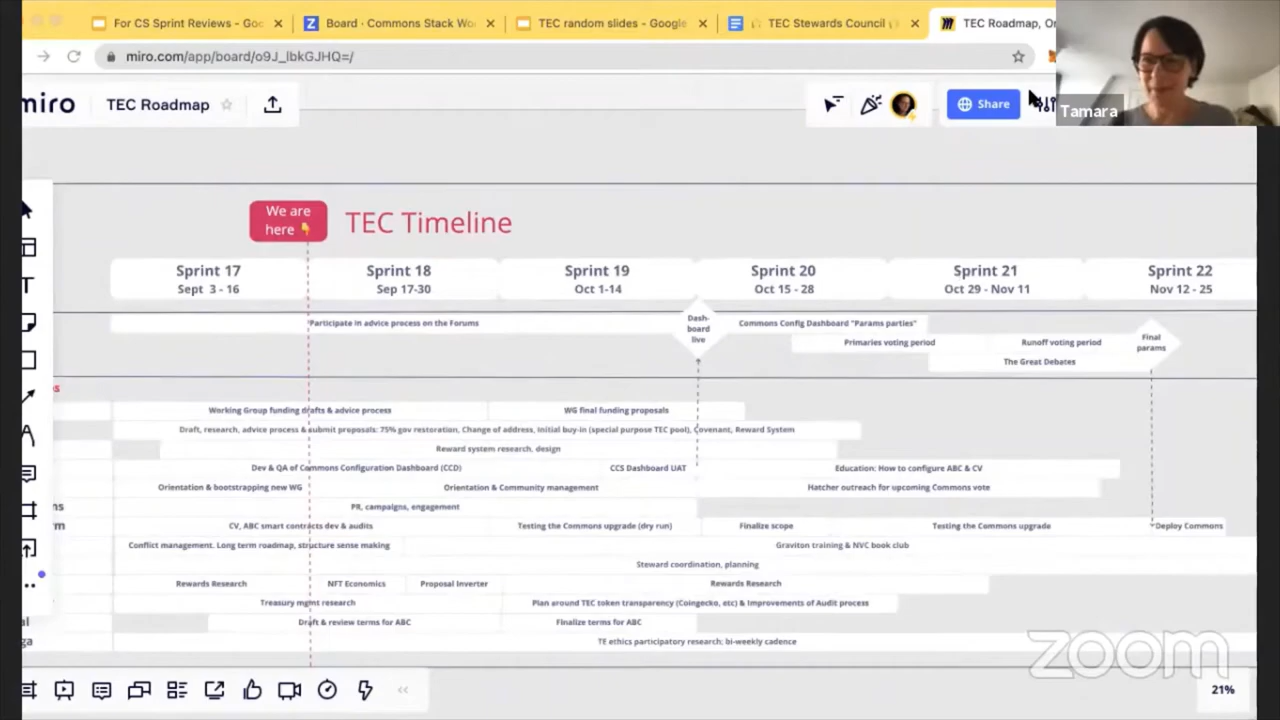 For CS Sprint Reviews - Goo
Board · Commons Stack Wo
TEC random slides - Google
TEC Stewards Council
TEC Roadmap, On
miro.com/app/board/o9J_lbkGJHQ=/
miro
TEC Roadmap
Share
Tamara
We are
here 👇
TEC Timeline
Sprint 17
Sept 3 - 16
Sprint 18
Sep 17-30
Sprint 19
Oct 1-14
Sprint 20
Oct 15 - 28
Sprint 21
Oct 29 - Nov 11
Sprint 22
Nov 12 - 25
Participate in advice process on the Forums
Dash-
board
live
Commons Config Dashboard "Params parties"
Primaries voting period
Runoff voting period
Final
params
The Great Debates
Working Group funding drafts & advice process
WG final funding proposals
Draft, research, advice process & submit proposals: 75% gov restoration, Change of address, Initial buy-in (special purpose TEC pool), Covenant, Reward System
Reward system research, design
Dev & QA of Commons Configuration Dashboard (CCD)
CCS Dashboard UAT
Education: How to configure ABC & CV
Orientation & bootstrapping new WG
Orientation & Community management
Hatcher outreach for upcoming Commons vote
PR, campaigns, engagement
CV, ABC smart contracts dev & audits
Testing the Commons upgrade (dry run)
Finalize scope
Testing the Commons upgrade
Deploy Commons
Conflict management. Long term roadmap, structure sense making
Graviton training & NVC book club
Steward coordination, planning
Rewards Research
NFT Economics
Proposal Inverter
Rewards Research
Treasury mgmt research
Plan around TEC token transparency (Coingecko, etc) & Improvements of Audit process
Draft & review terms for ABC
Finalize terms for ABC
TE ethics participatory research: bi-weekly cadence
zoom
21%